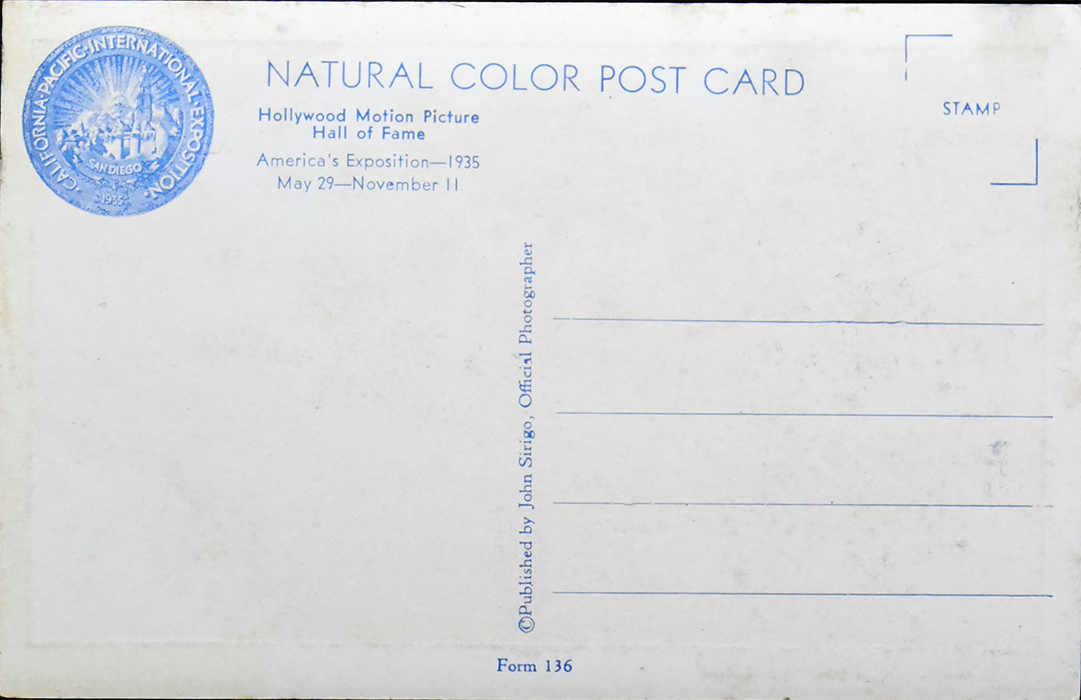 CALIFORNIA·PACIFIC·INTERNATIONAL·EXPOSITION·
SAN DIEGO
1935
NATURAL COLOR POST CARD
Hollywood Motion Picture
Hall of Fame
America's Exposition—1935
May 29—November 11
STAMP
©Published by John Sirigo, Official Photographer
Form 136